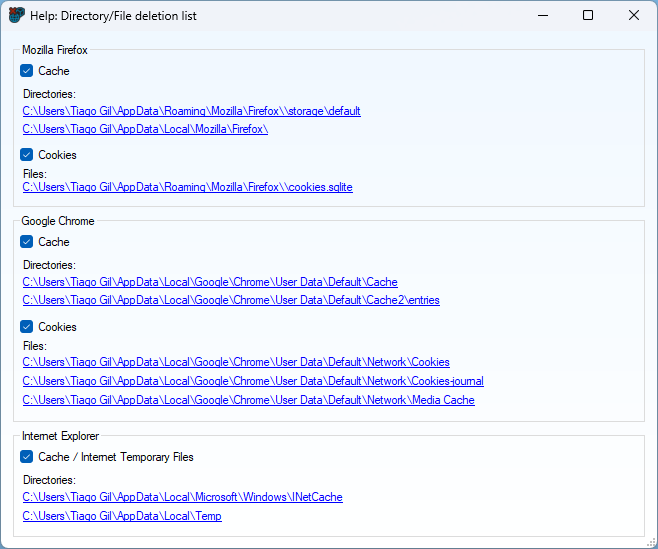 Help: Directory/File deletion list
Mozilla Firefox
Cache
Directories:
C:\Users\Tiago Gil\AppData\Roaming\Mozilla\Firefox\\storage\default
C:\Users\Tiago Gil\AppData\Local\Mozilla\Firefox\
Cookies
Files:
C:\Users\Tiago Gil\AppData\Roaming\Mozilla\Firefox\\cookies.sqlite
Google Chrome
Cache
Directories:
C:\Users\Tiago Gil\AppData\Local\Google\Chrome\User Data\Default\Cache
C:\Users\Tiago Gil\AppData\Local\Google\Chrome\User Data\Default\Cache2\entries
Cookies
Files:
C:\Users\Tiago Gil\AppData\Local\Google\Chrome\User Data\Default\Network\Cookies
C:\Users\Tiago Gil\AppData\Local\Google\Chrome\User Data\Default\Network\Cookies-journal
C:\Users\Tiago Gil\AppData\Local\Google\Chrome\User Data\Default\Network\Media Cache
Internet Explorer
Cache / Internet Temporary Files
Directories:
C:\Users\Tiago Gil\AppData\Local\Microsoft\Windows\INetCache
C:\Users\Tiago Gil\AppData\Local\Temp